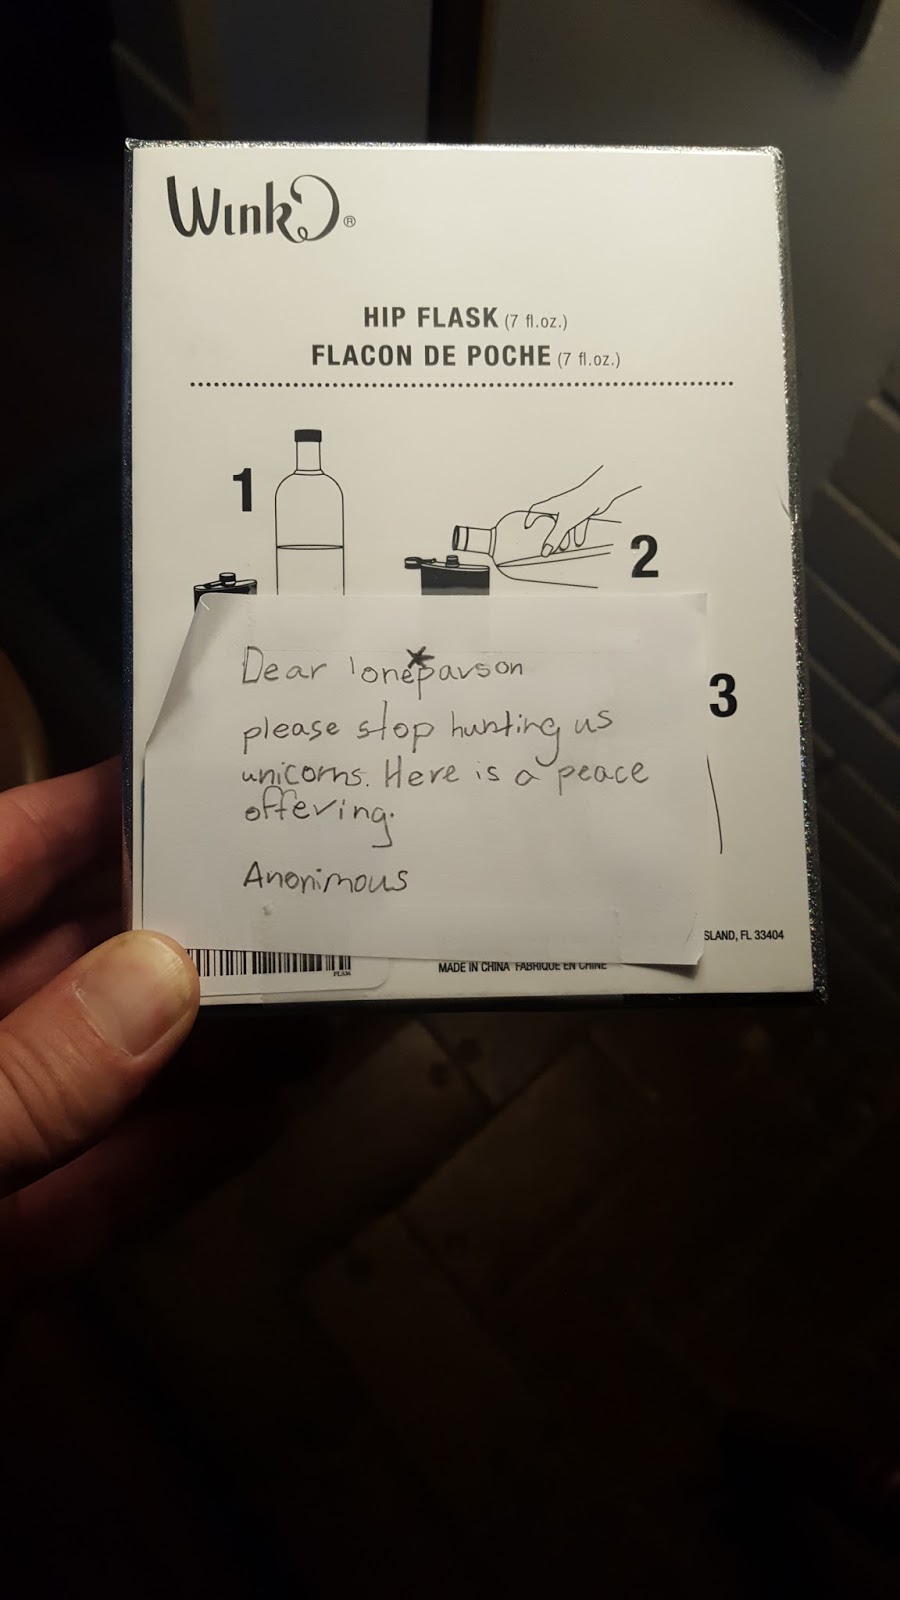 Wink ®
HIP FLASK (7 fl.oz.)
FLACON DE POCHE (7 fl.oz.)
1
2
Dear lone*parson
please stop hunting us
unicorns. Here is a peace
offering.
Anonimous
3
SLAND, FL 33404
MADE IN CHINA FABRIQUÉ EN CHINE